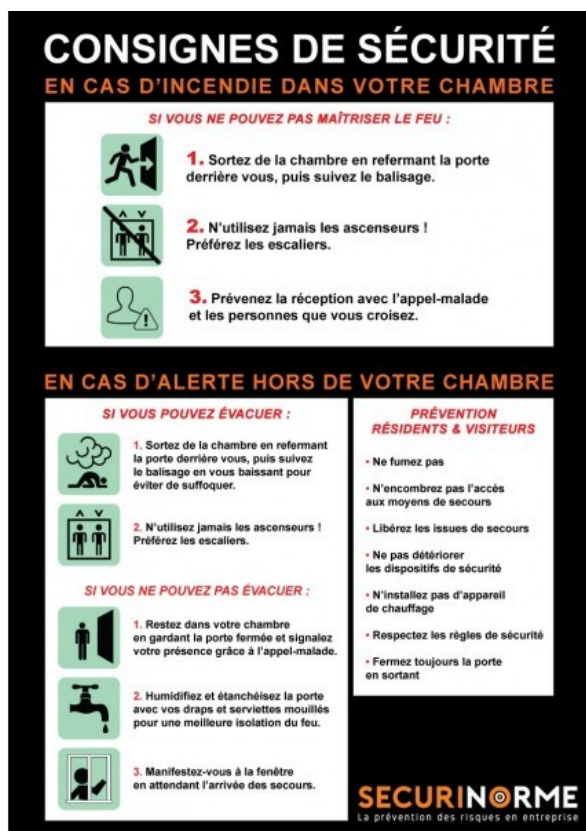 CONSIGNES DE SÉCURITÉ
EN CAS D'INCENDIE DANS VOTRE CHAMBRE
SI VOUS NE POUVEZ PAS MAÎTRISER LE FEU :
1. Sortez de la chambre en refermant la porte
derrière vous, puis suivez le balisage.
2. N'utilisez jamais les ascenseurs !
Préférez les escaliers.
3. Prévenez la réception avec l'appel-malade
et les personnes que vous croisez.
EN CAS D'ALERTE HORS DE VOTRE CHAMBRE
SI VOUS POUVEZ ÉVACUER :
1. Sortez de la chambre en refermant
la porte derrière vous, puis suivez
le balisage en vous baissant pour
éviter de suffoquer.
2. N'utilisez jamais les ascenseurs !
Préférez les escaliers.
SI VOUS NE POUVEZ PAS ÉVACUER :
1. Restez dans votre chambre
en gardant la porte fermée et signalez
votre présence grâce à l'appel-malade.
2. Humidifiez et étanchéisez la porte
avec vos draps et serviettes mouillés
pour une meilleure isolation du feu.
3. Manifestez-vous à la fenêtre
en attendant l'arrivée des secours.
PRÉVENTION
RÉSIDENTS & VISITEURS
• Ne fumez pas
• N'encombrez pas l'accès
aux moyens de secours
• Libérez les issues de secours
• Ne pas détériorer
les dispositifs de sécurité
• N'installez pas d'appareil
de chauffage
• Respectez les règles de sécurité
• Fermez toujours la porte
en sortant
SECURINORME
La prévention des risques en entreprise